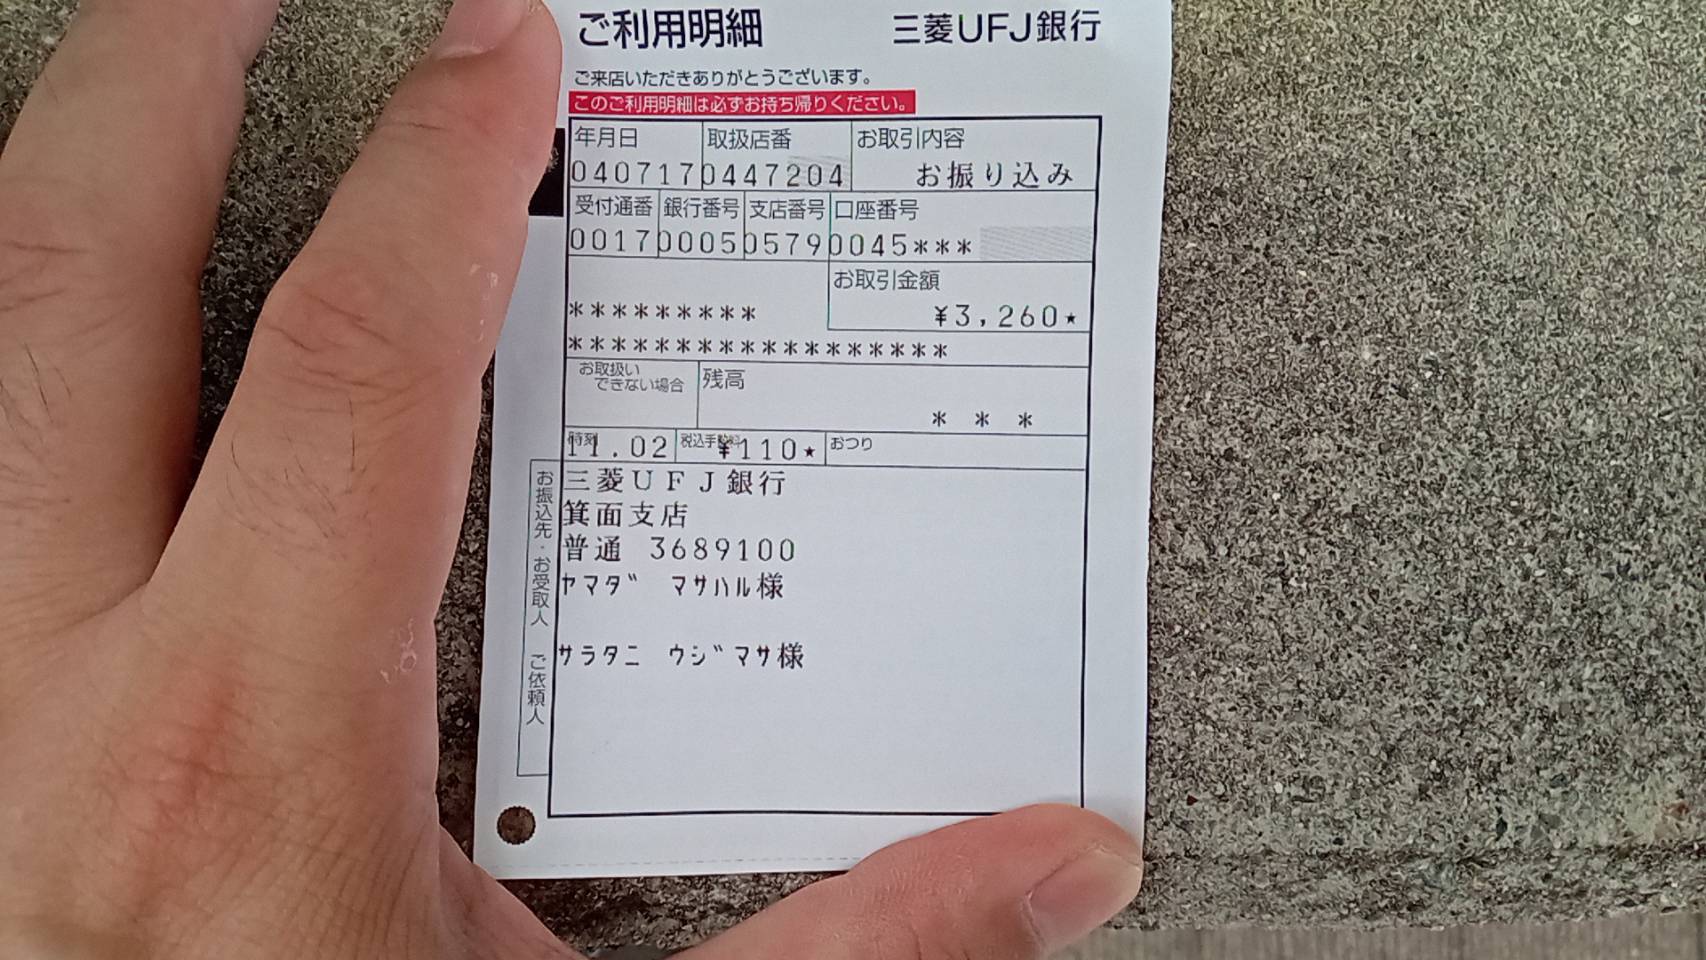 ご利用明細 三菱UFJ銀行
ご来店いただきありがとうございます。
このご利用明細は必ずお持ち帰りください。
年月日 取扱店番 お取引内容
040717 0447204 お振り込み
受付通番 銀行番号 支店番号 口座番号
0017 0005 0579 0045***
お取引金額
********* ¥3,260★
******************
お取扱いできない場合 残高
* * *
時刻 税込手数料 おつり
11.02 ¥110★
お振込先・お受取人 ご依頼人
三菱UFJ銀行
箕面支店
普通 3689100
ヤマダ マサハル様
サラタニ ウジマサ様